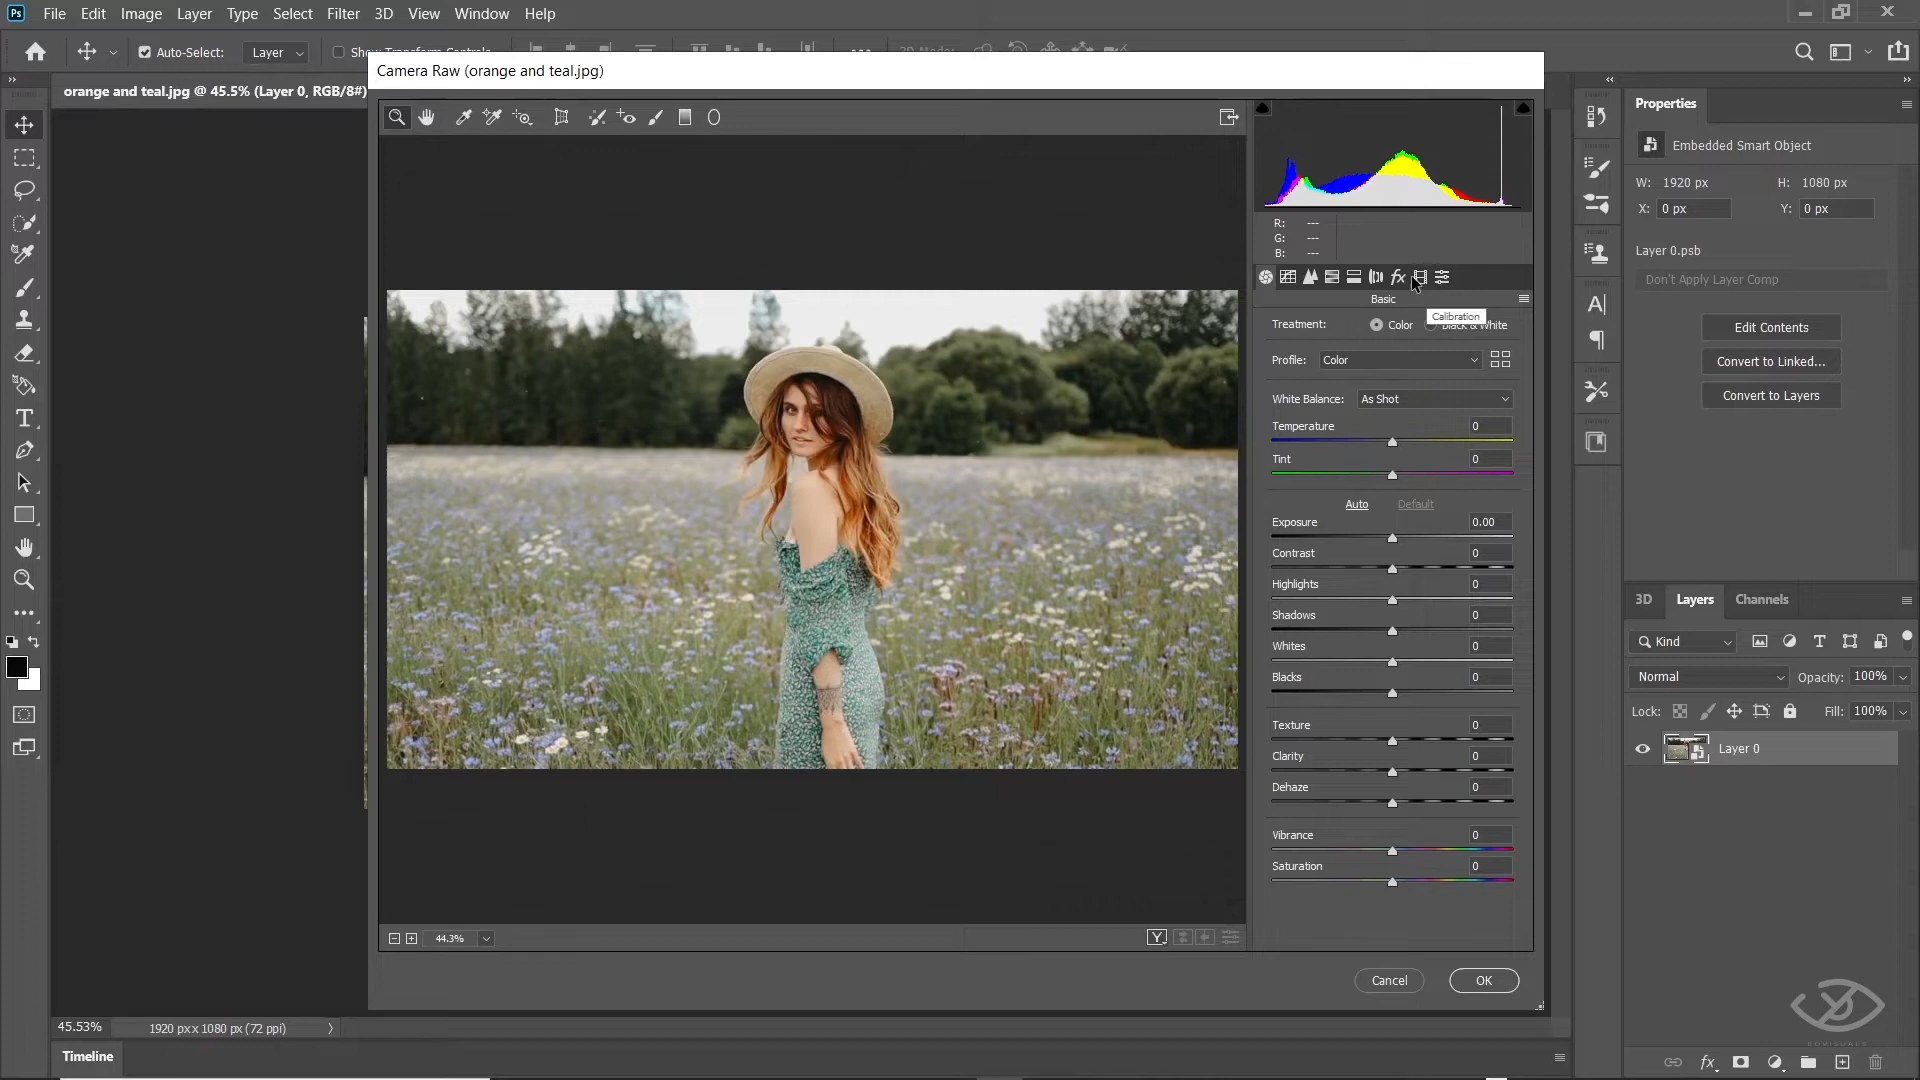 Ps File Edit Image Layer Type Select Filter 3D View Window Help
Auto-Select: Layer
orange and teal.jpg @ 45.5% (Layer 0, RGB/8#)
Camera Raw (orange and teal.jpg)
R: ---
G: ---
B: ---
fx
Basic
Calibration
Treatment: Color Black & White
Profile: Color
White Balance: As Shot
Temperature 0
Tint 0
Auto Default
Exposure 0.00
Contrast 0
Highlights 0
Shadows 0
Whites 0
Blacks 0
Texture 0
Clarity 0
Dehaze 0
Vibrance 0
Saturation 0
44.3%
Y
Cancel OK
45.53% 1920 px x 1080 px (72 ppi)
Timeline
Properties
Embedded Smart Object
W: 1920 px H: 1080 px
X: 0 px Y: 0 px
Layer 0.psb
Don't Apply Layer Comp
Edit Contents
Convert to Linked...
Convert to Layers
3D Layers Channels
Kind
Normal Opacity: 100%
Lock: Fill: 100%
Layer 0
EDVISUALS
fx